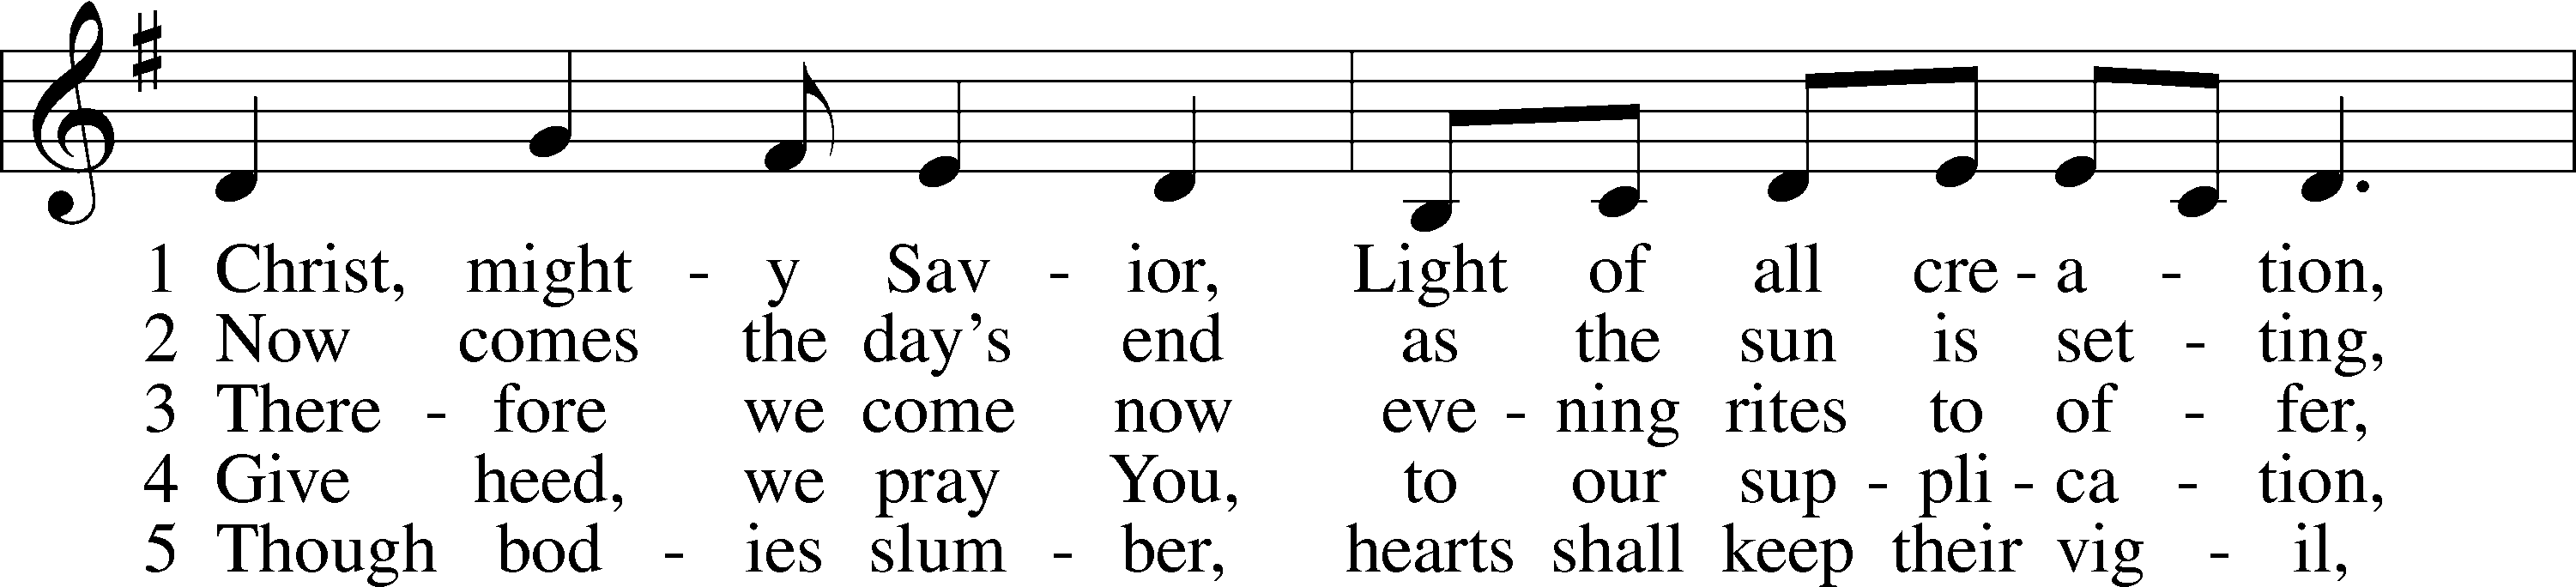 1 Christ, might - y Sav - ior, Light of all cre - a - tion,
2 Now comes the day's end as the sun is set - ting,
3 There - fore we come now eve - ning rites to of - fer,
4 Give heed, we pray You, to our sup - pli - ca - tion,
5 Though bod - ies slum - ber, hearts shall keep their vig - il,